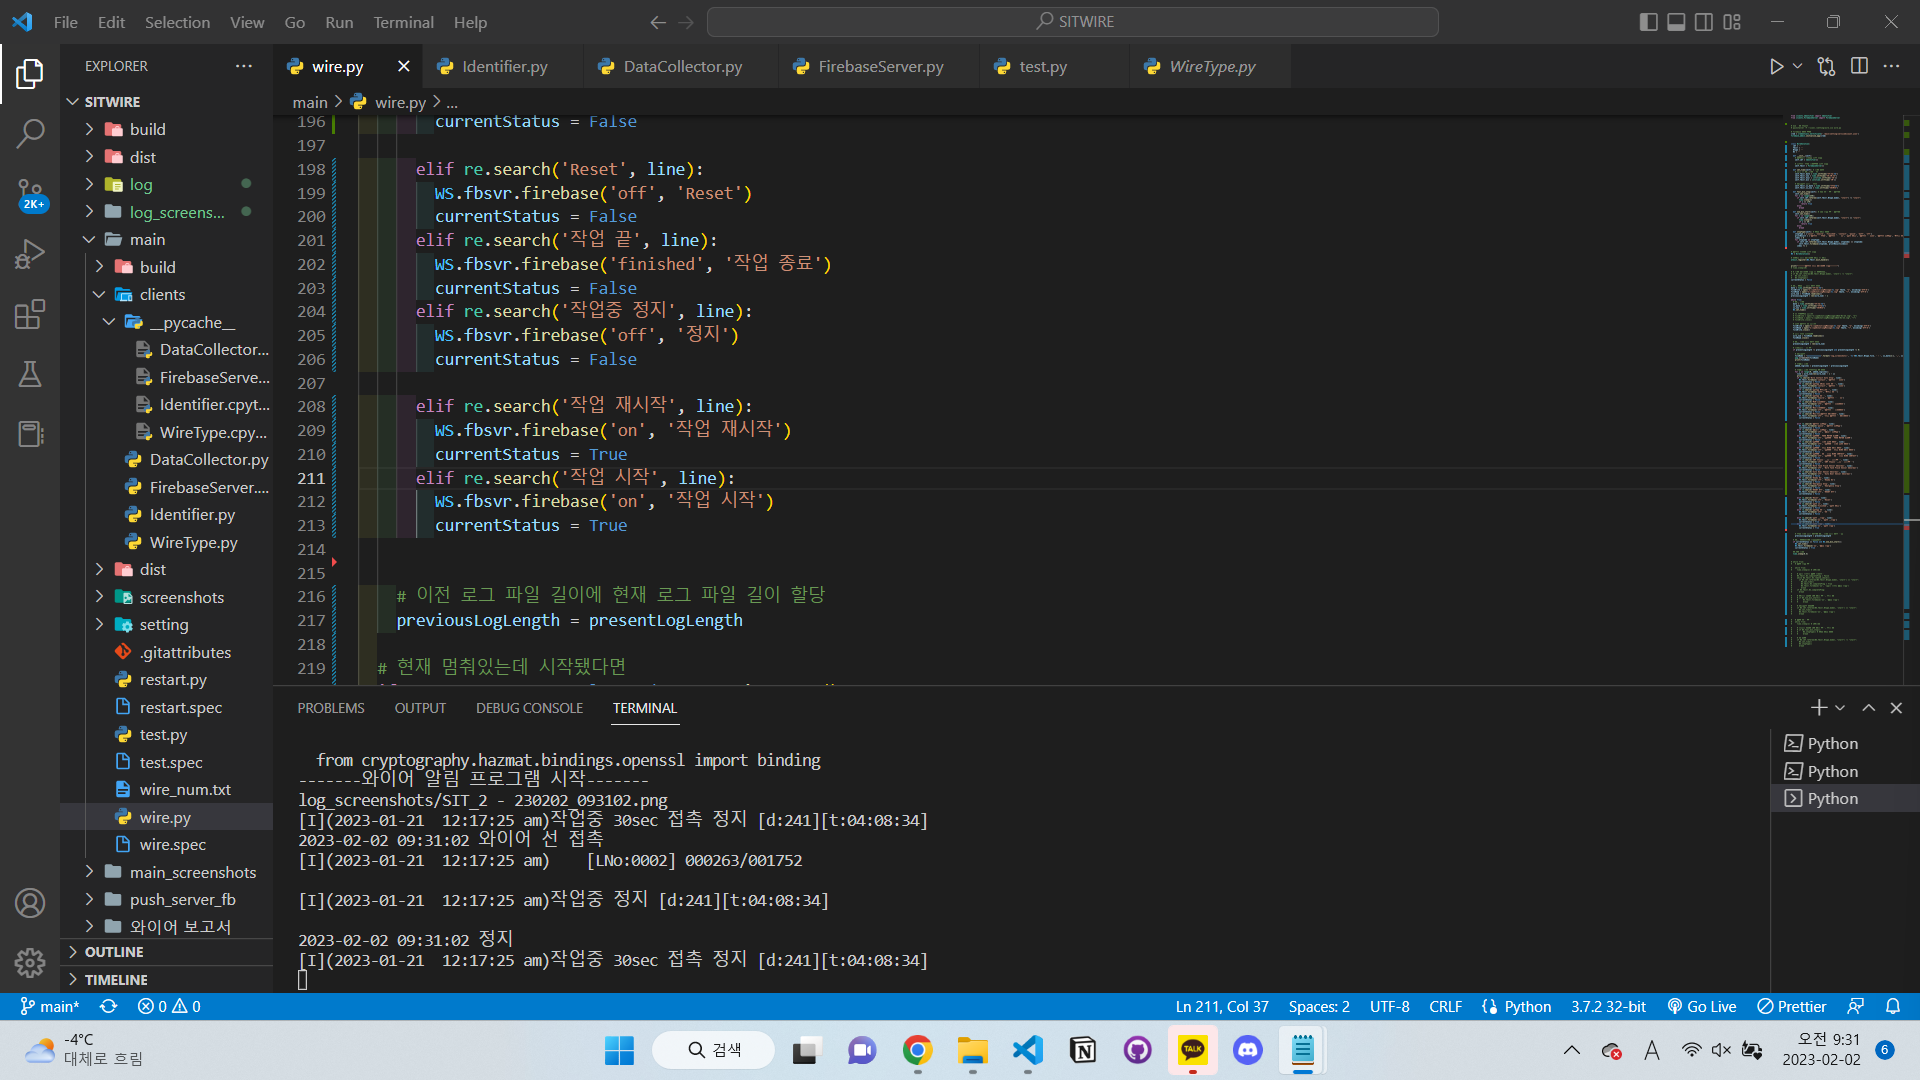 File Edit Selection View Go Run Terminal Help
SITWIRE
EXPLORER
wire.py Identifier.py DataCollector.py FirebaseServer.py test.py WireType.py
main > wire.py > ...
SITWIRE
build
dist
log
log_screens...
main
build
clients
__pycache__
DataCollector...
FirebaseServe...
Identifier.cpyt...
WireType.cpy...
DataCollector.py
FirebaseServer....
Identifier.py
WireType.py
dist
screenshots
setting
.gitattributes
restart.py
restart.spec
test.py
test.spec
wire_num.txt
wire.py
wire.spec
main_screenshots
push_server_fb
와이어 보고서
OUTLINE
TIMELINE
2K+
196 currentStatus = False
197
198 elif re.search('Reset', line):
199 WS.fbsvr.firebase('off', 'Reset')
200 currentStatus = False
201 elif re.search('작업 끝', line):
202 WS.fbsvr.firebase('finished', '작업 종료')
203 currentStatus = False
204 elif re.search('작업중 정지', line):
205 WS.fbsvr.firebase('off', '정지')
206 currentStatus = False
207
208 elif re.search('작업 재시작', line):
209 WS.fbsvr.firebase('on', '작업 재시작')
210 currentStatus = True
211 elif re.search('작업 시작', line):
212 WS.fbsvr.firebase('on', '작업 시작')
213 currentStatus = True
214
215
216 # 이전 로그 파일 길이에 현재 로그 파일 길이 할당
217 previousLogLength = presentLogLength
218
219 # 현재 멈춰있는데 시작됐다면
PROBLEMS OUTPUT DEBUG CONSOLE TERMINAL
from cryptography.hazmat.bindings.openssl import binding
-------와이어 알림 프로그램 시작-------
log_screenshots/SIT_2 - 230202_093102.png
[I](2023-01-21 12:17:25 am)작업중 30sec 접촉 정지 [d:241][t:04:08:34]
2023-02-02 09:31:02 와이어 선 접촉
[I](2023-01-21 12:17:25 am) [LNo:0002] 000263/001752
[I](2023-01-21 12:17:25 am)작업중 정지 [d:241][t:04:08:34]
2023-02-02 09:31:02 정지
[I](2023-01-21 12:17:25 am)작업중 30sec 접촉 정지 [d:241][t:04:08:34]
Python
Python
Python
main* 0 0 Ln 211, Col 37 Spaces: 2 UTF-8 CRLF Python 3.7.2 32-bit Go Live Prettier
-4°C
대체로 흐림
검색
TALK
A
오전 9:31
2023-02-02
6